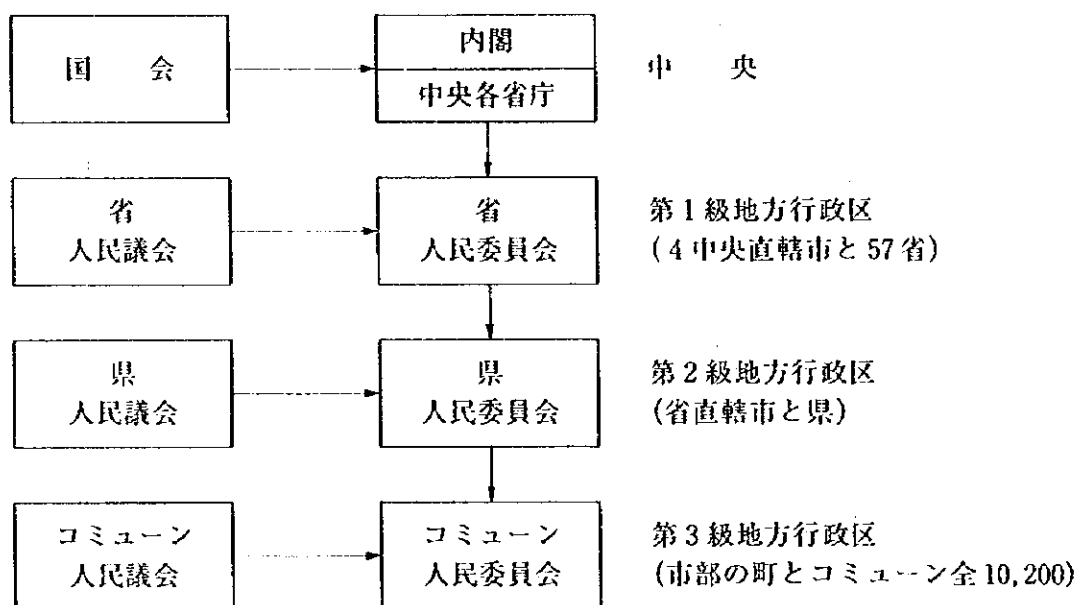 国 会
内閣
中央各省庁
中 央
省
人民議会
省
人民委員会
第1級地方行政区
(4中央直轄市と57省)
県
人民議会
県
人民委員会
第2級地方行政区
(省直轄市と県)
コミューン
人民議会
コミューン
人民委員会
第3級地方行政区
(市部の町とコミューン全10,200)